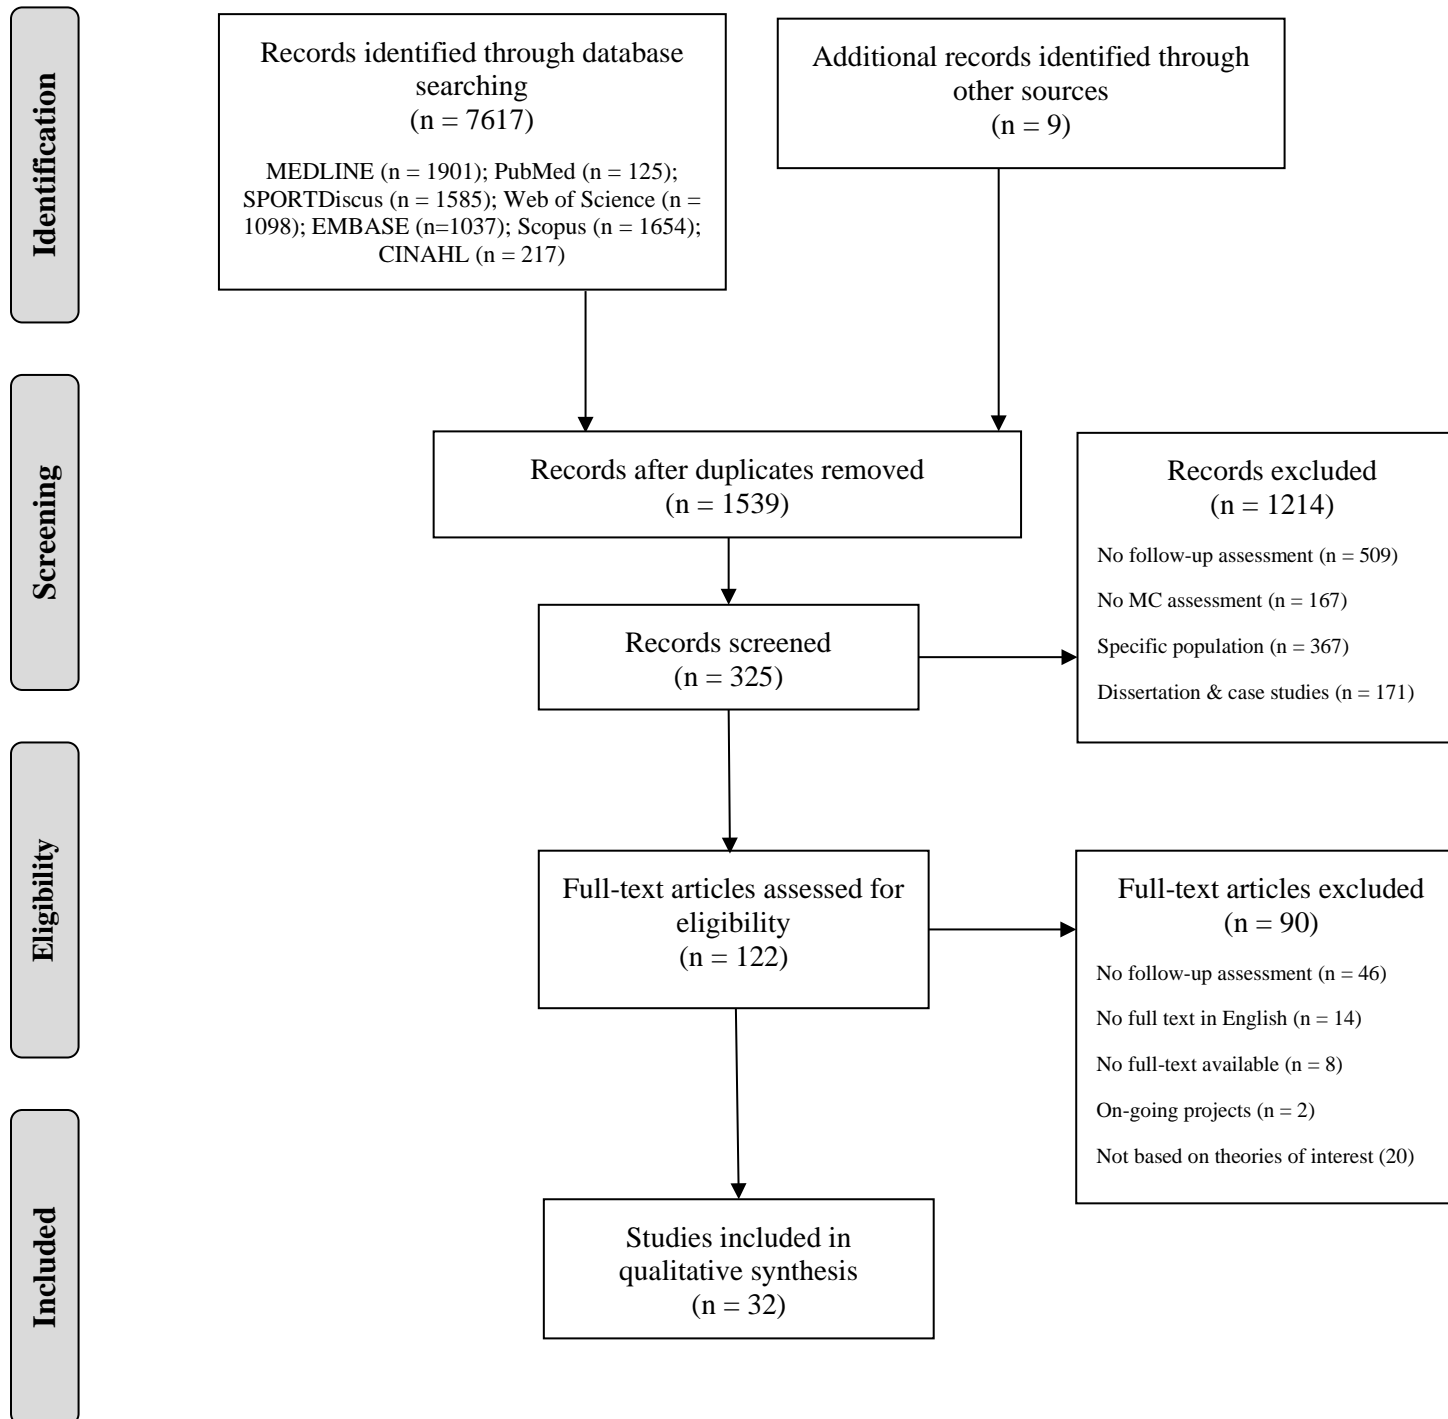 Identification
Records identified through database
searching
(n = 7617)
MEDLINE (n = 1901); PubMed (n = 125);
SPORTDiscus (n = 1585); Web of Science (n =
1098); EMBASE (n=1037); Scopus (n = 1654);
CINAHL (n = 217)
Additional records identified through
other sources
(n = 9)
Screening
Records after duplicates removed
(n = 1539)
Records screened
(n = 325)
Records excluded
(n = 1214)
No follow-up assessment (n = 509)
No MC assessment (n = 167)
Specific population (n = 367)
Dissertation & case studies (n = 171)
Eligibility
Full-text articles assessed for
eligibility
(n = 122)
Full-text articles excluded
(n = 90)
No follow-up assessment (n = 46)
No full text in English (n = 14)
No full-text available (n = 8)
On-going projects (n = 2)
Not based on theories of interest (20)
Included
Studies included in
qualitative synthesis
(n = 32)